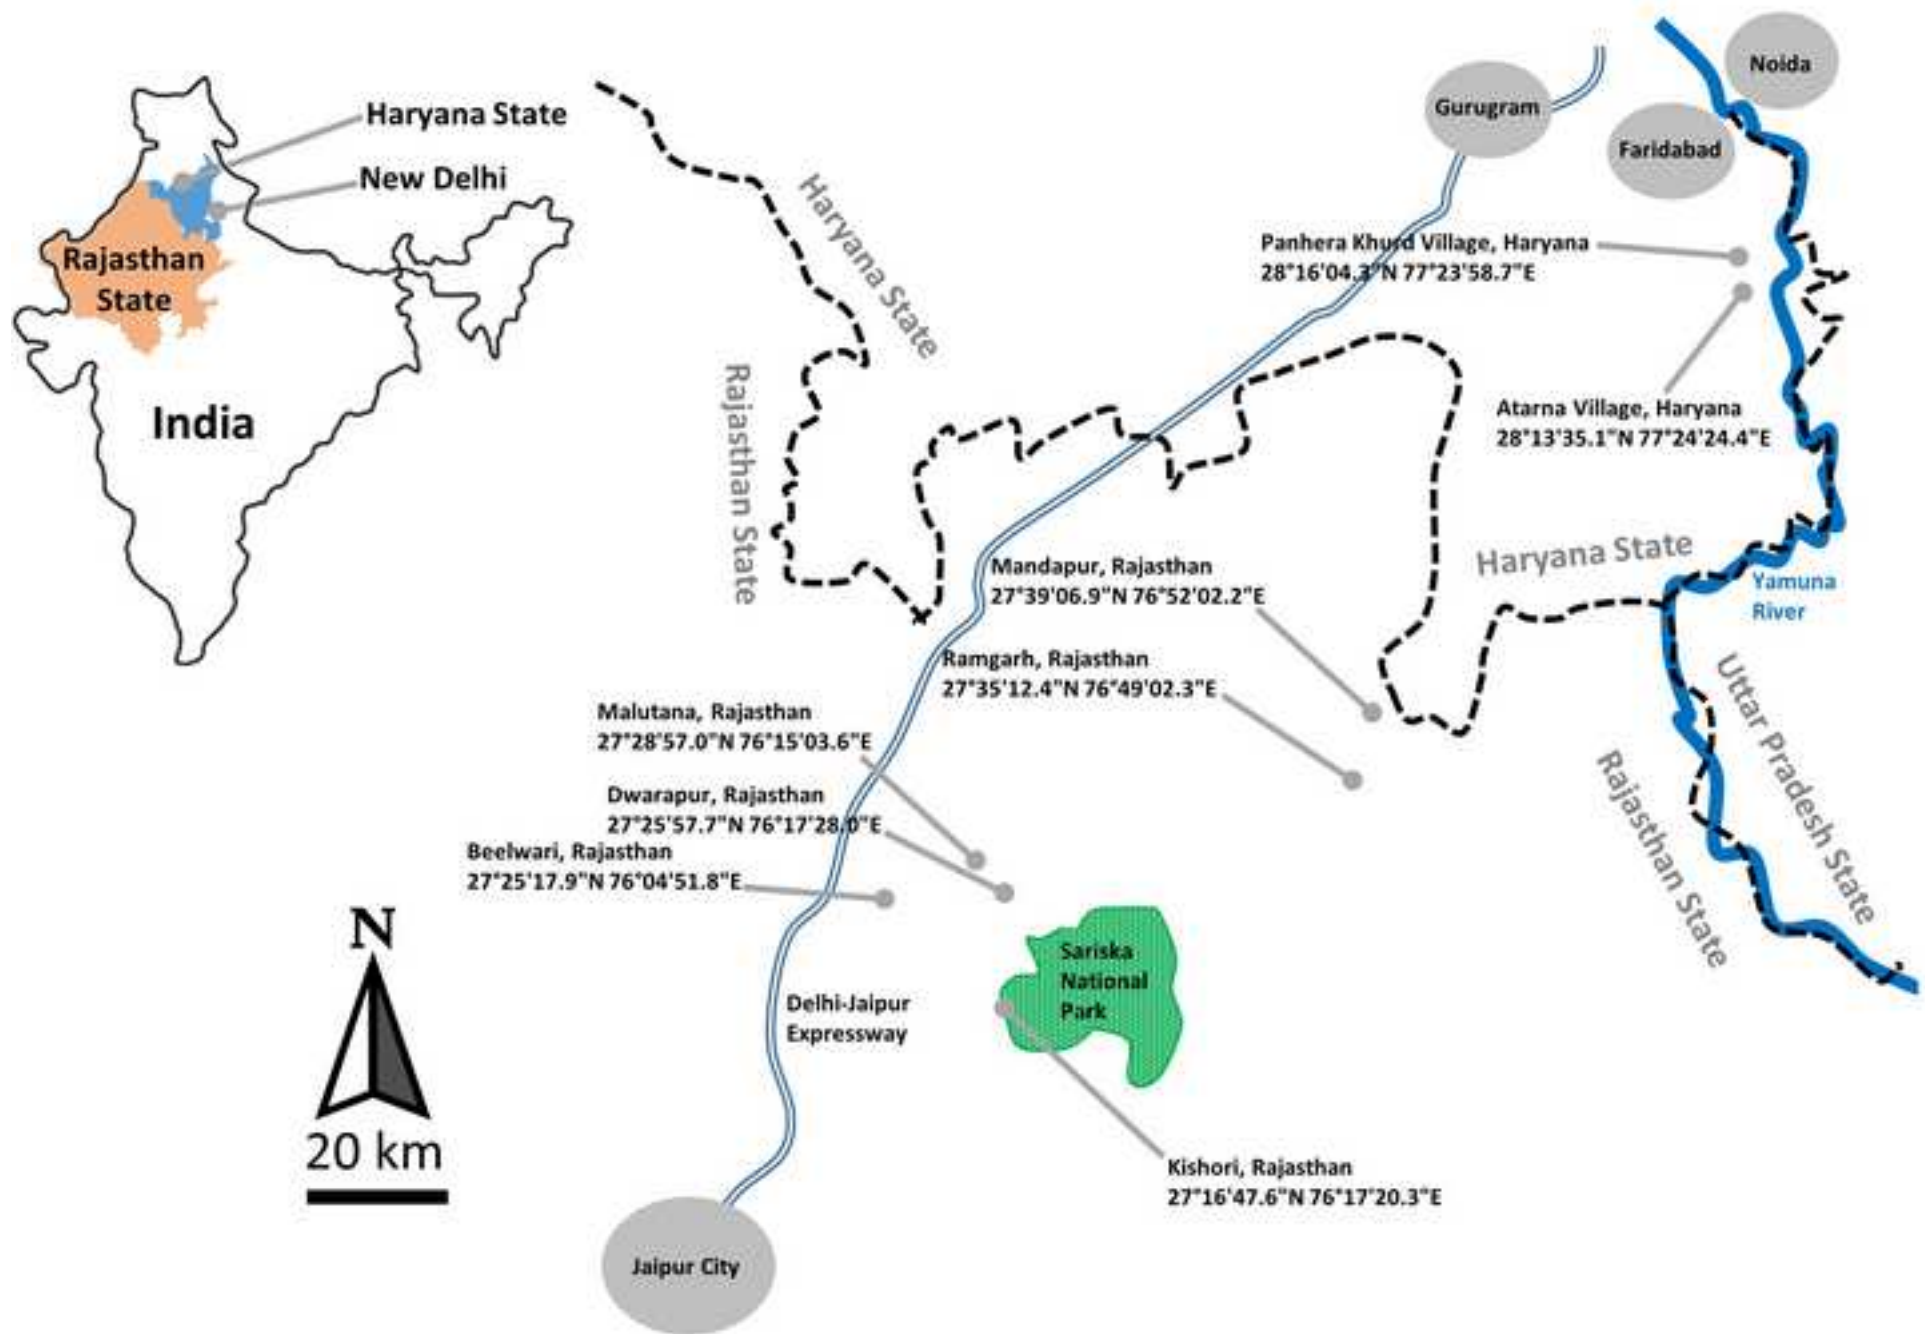 Haryana State
New Delhi
Rajasthan
State
India
N
20 km
Haryana State
Rajasthan State
Gurugram
Noida
Faridabad
Panhera Khurd Village, Haryana
28°16'04.3"N 77°23'58.7"E
Atarna Village, Haryana
28°13'35.1"N 77°24'24.4"E
Mandapur, Rajasthan
27°39'06.9"N 76°52'02.2"E
Haryana State
Yamuna
River
Ramgarh, Rajasthan
27°35'12.4"N 76°49'02.3"E
Uttar Pradesh State
Rajasthan State
Malutana, Rajasthan
27°28'57.0"N 76°15'03.6"E
Dwarapur, Rajasthan
27°25'57.7"N 76°17'28.0"E
Beelwari, Rajasthan
27°25'17.9"N 76°04'51.8"E
Sariska
National
Park
Delhi-Jaipur
Expressway
Kishori, Rajasthan
27°16'47.6"N 76°17'20.3"E
Jaipur City